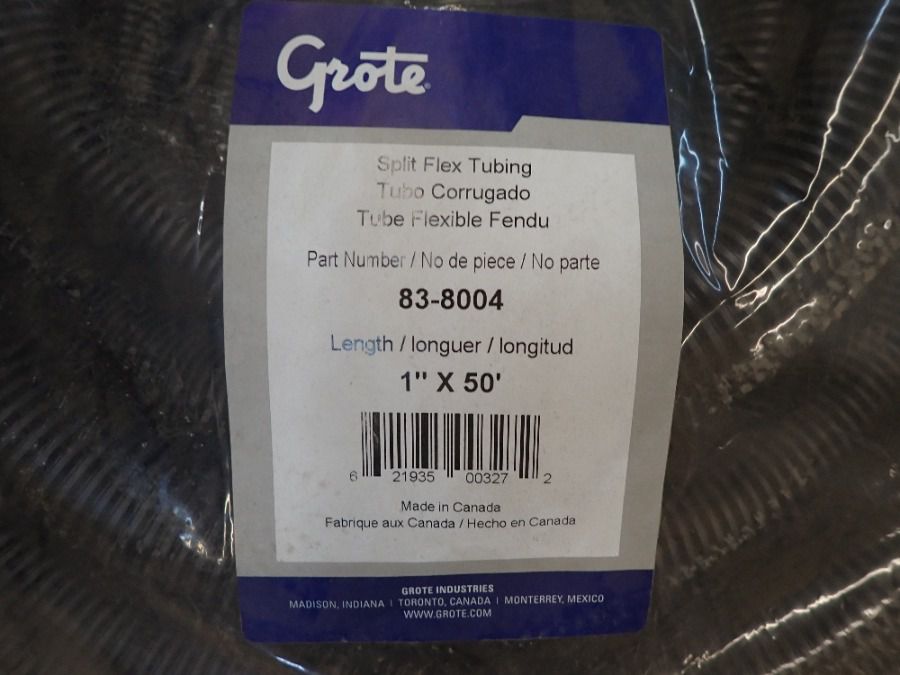 Grote
Split Flex Tubing
Tubo Corrugado
Tube Flexible Fendu
Part Number / No de piece / No parte
83-8004
Length / longuer / longitud
1" X 50'
6 21935 00327 2
Made in Canada
Fabrique aux Canada / Hecho en Canada
GROTE INDUSTRIES
MADISON, INDIANA | TORONTO, CANADA | MONTERREY, MEXICO
WWW.GROTE.COM